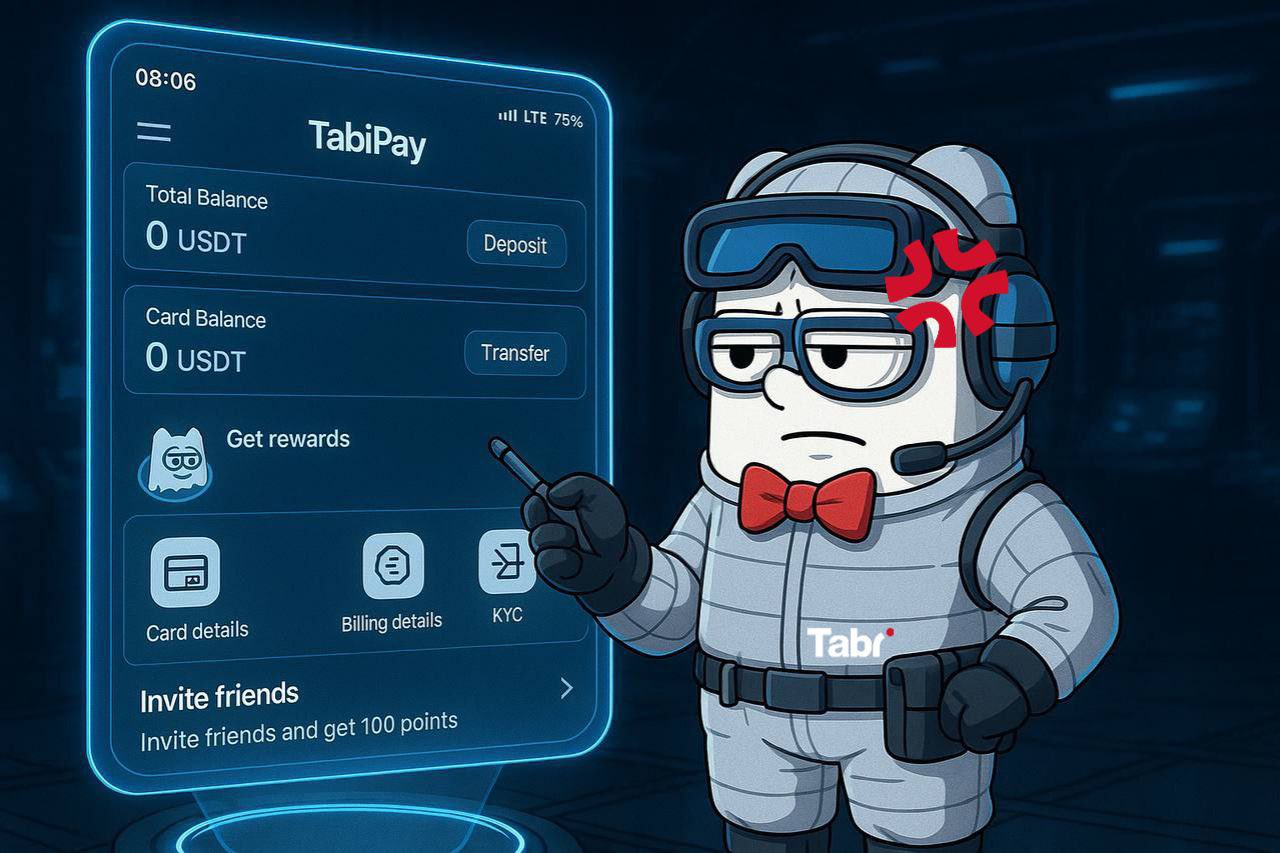 08:06
LTE 75%
TabiPay
Total Balance
0 USDT
Deposit
Card Balance
0 USDT
Transfer
Get rewards
Card details
Billing details
KYC
Invite friends
Invite friends and get 100 points
Tabi